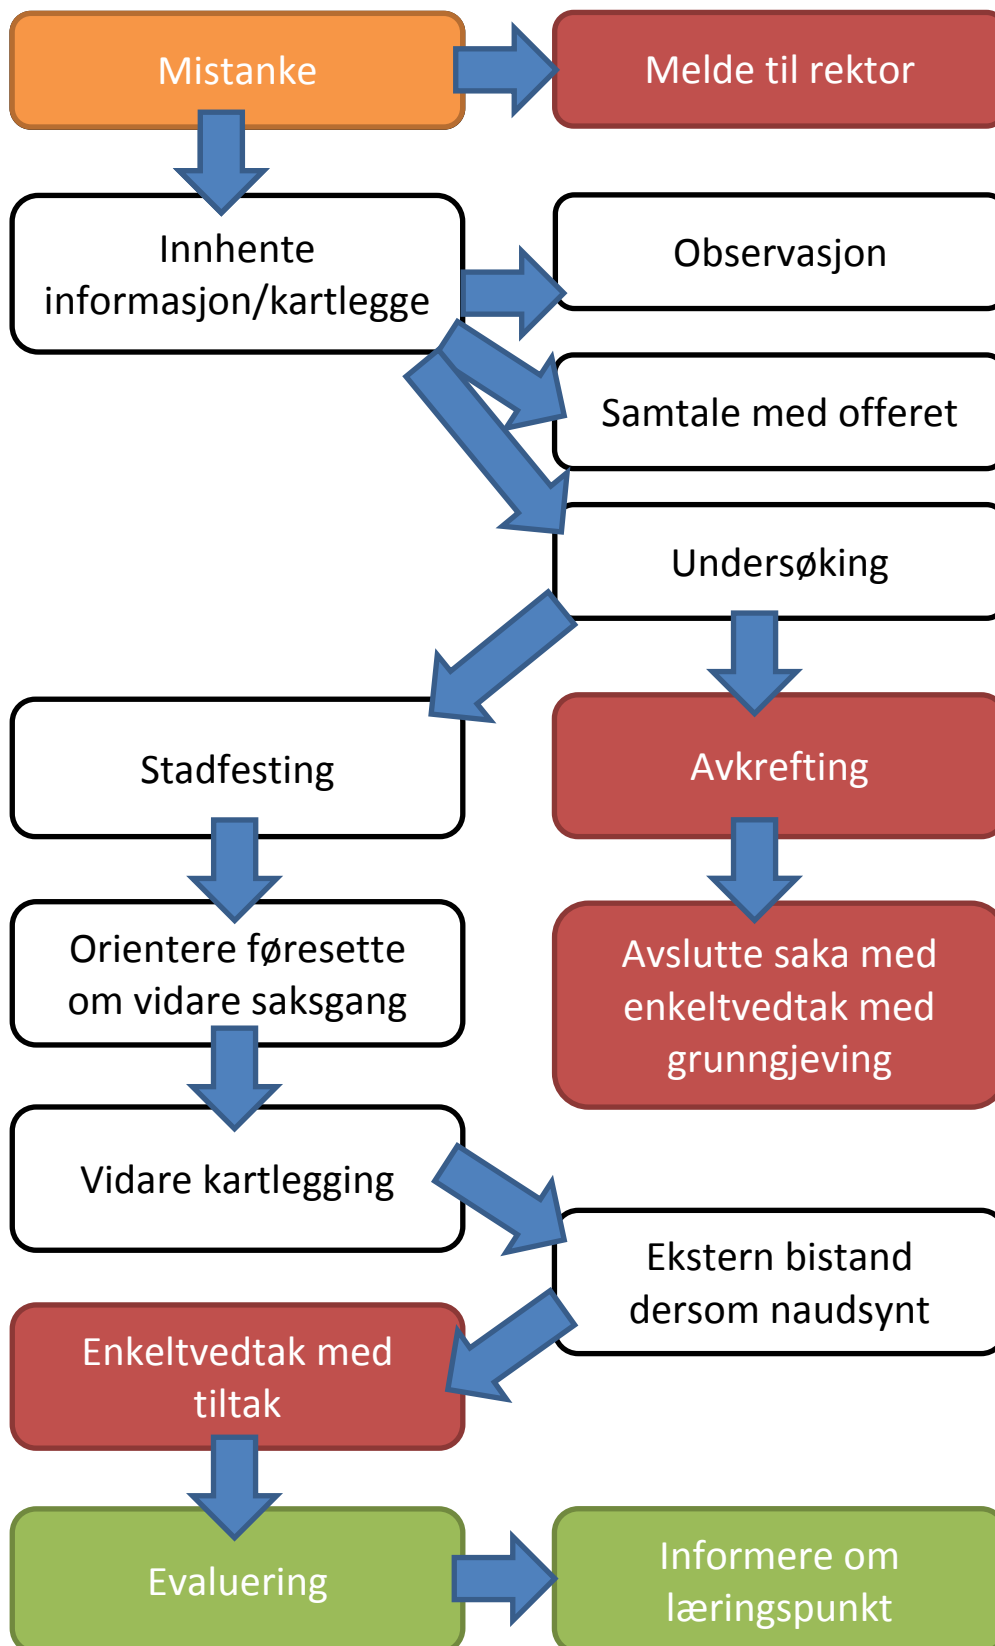 Mistanke
Melde til rektor
Innhente
informasjon/kartlegge
Observasjon
Samtale med offeret
Undersøking
Stadfesting
Avkrefting
Orientere føresette
om vidare saksgang
Avslutte saka med
enkeltvedtak med
grunngjeving
Vidare kartlegging
Ekstern bistand
dersom naudsynt
Enkeltvedtak med
tiltak
Evaluering
Informere om
læringspunkt